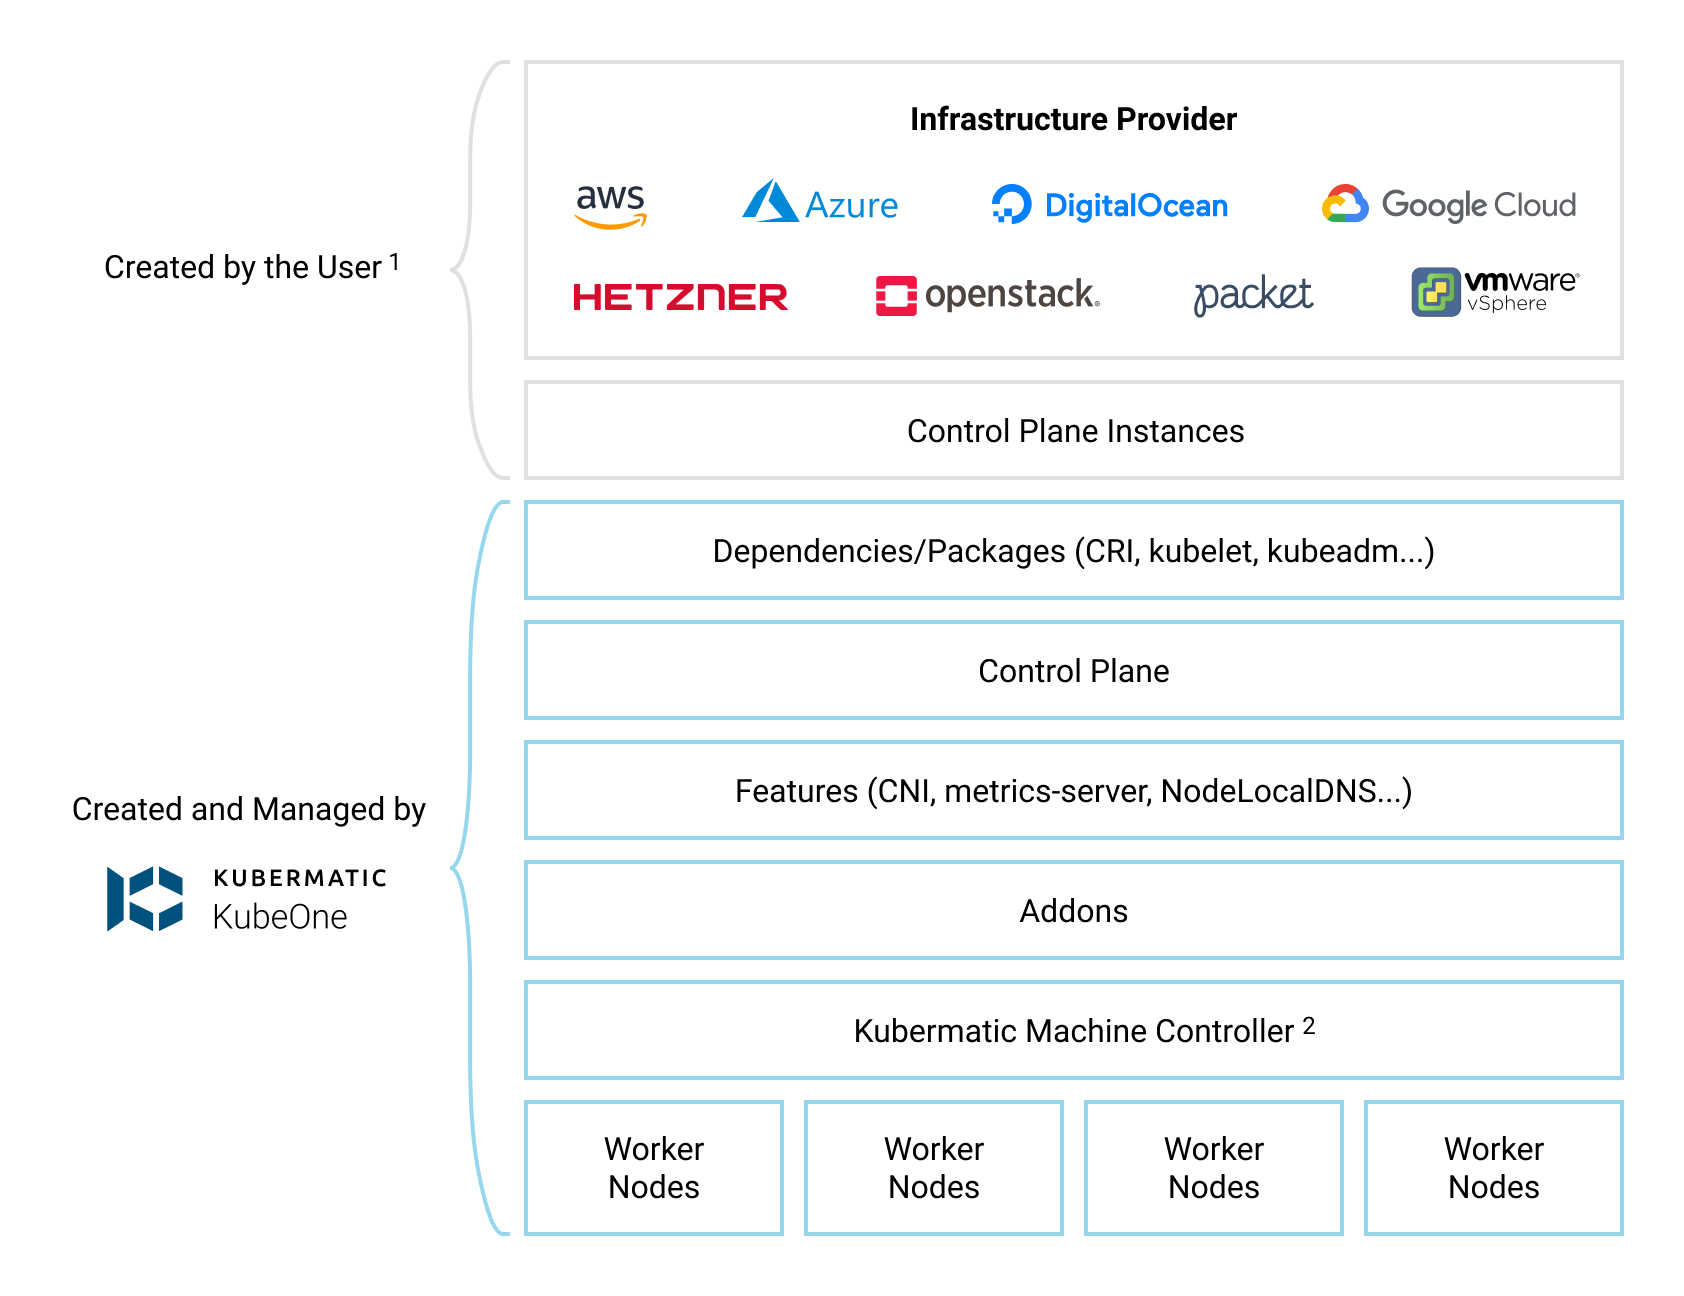 Infrastructure Provider
aws
Azure
DigitalOcean
Google Cloud
HETZNER
openstack®
packet
vmware®
vSphere
Created by the User 1
Control Plane Instances
Dependencies/Packages (CRI, kubelet, kubeadm...)
Control Plane
Features (CNI, metrics-server, NodeLocalDNS...)
Created and Managed by
KUBERMATIC
KubeOne
Addons
Kubermatic Machine Controller 2
Worker
Nodes
Worker
Nodes
Worker
Nodes
Worker
Nodes